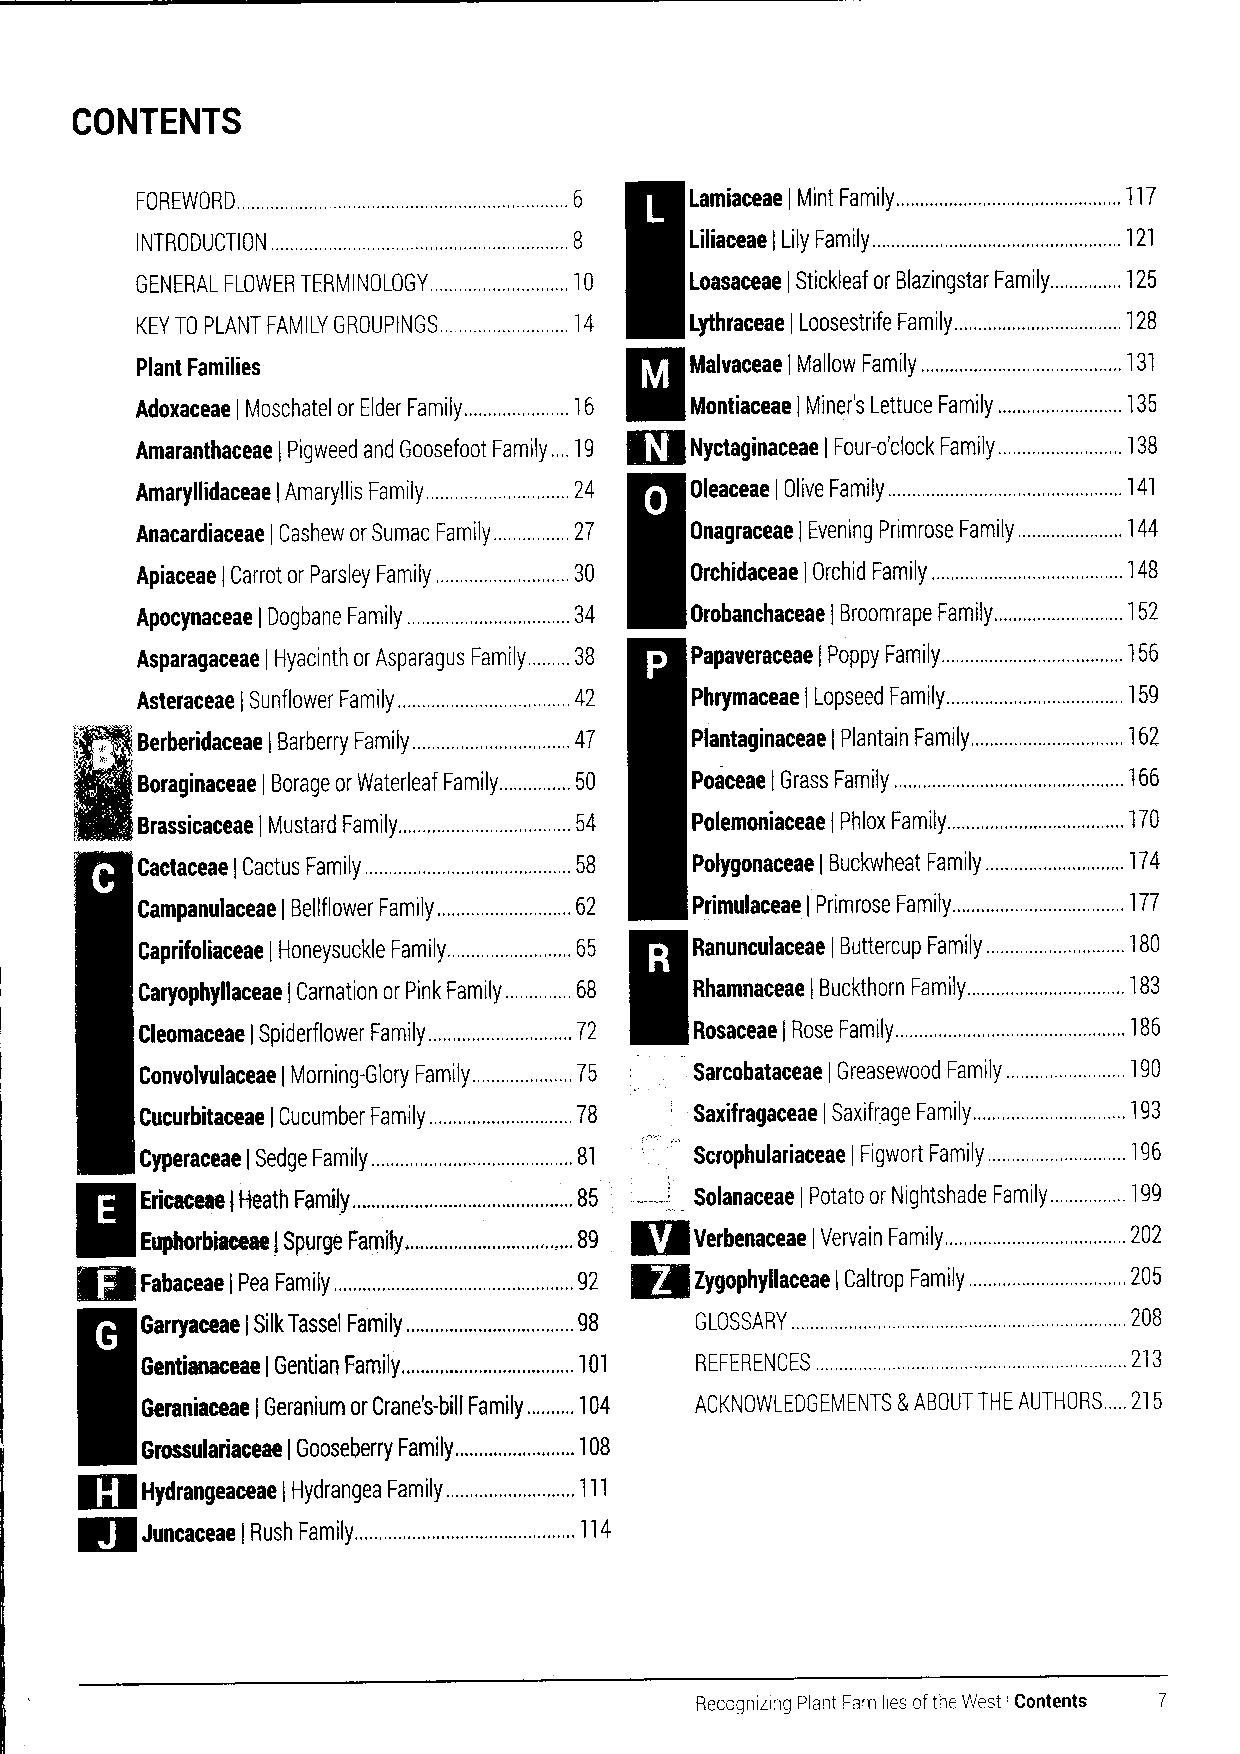 CONTENTS
FOREWORD 6
INTRODUCTION 8
GENERAL FLOWER TERMINOLOGY 10
KEY TO PLANT FAMILY GROUPINGS 14
Plant Families
Adoxaceae | Moschatel or Elder Family 16
Amaranthaceae | Pigweed and Goosefoot Family 19
Amaryllidaceae | Amaryllis Family 24
Anacardiaceae | Cashew or Sumac Family 27
Apiaceae | Carrot or Parsley Family 30
Apocynaceae | Dogbane Family 34
Asparagaceae | Hyacinth or Asparagus Family 38
Asteraceae | Sunflower Family 42
B Berberidaceae | Barberry Family 47
Boraginaceae | Borage or Waterleaf Family 50
Brassicaceae | Mustard Family 54
C Cactaceae | Cactus Family 58
Campanulaceae | Bellflower Family 62
Caprifoliaceae | Honeysuckle Family 65
Caryophyllaceae | Carnation or Pink Family 68
Cleomaceae | Spiderflower Family 72
Convolvulaceae | Morning-Glory Family 75
Cucurbitaceae | Cucumber Family 78
Cyperaceae | Sedge Family 81
E Ericaceae | Heath Family 85
Euphorbiaceae | Spurge Family 89
F Fabaceae | Pea Family 92
G Garryaceae | Silk Tassel Family 98
Gentianaceae | Gentian Family 101
Geraniaceae | Geranium or Crane's-bill Family 104
Grossulariaceae | Gooseberry Family 108
H Hydrangeaceae | Hydrangea Family 111
J Juncaceae | Rush Family 114
L Lamiaceae | Mint Family 117
Liliaceae | Lily Family 121
Loasaceae | Stickleaf or Blazingstar Family 125
Lythraceae | Loosestrife Family 128
M Malvaceae | Mallow Family 131
Montiaceae | Miner's Lettuce Family 135
N Nyctaginaceae | Four-o'clock Family 138
O Oleaceae | Olive Family 141
Onagraceae | Evening Primrose Family 144
Orchidaceae | Orchid Family 148
Orobanchaceae | Broomrape Family 152
P Papaveraceae | Poppy Family 156
Phrymaceae | Lopseed Family 159
Plantaginaceae | Plantain Family 162
Poaceae | Grass Family 166
Polemoniaceae | Phlox Family 170
Polygonaceae | Buckwheat Family 174
Primulaceae | Primrose Family 177
R Ranunculaceae | Buttercup Family 180
Rhamnaceae | Buckthorn Family 183
Rosaceae | Rose Family 186
Sarcobataceae | Greasewood Family 190
Saxifragaceae | Saxifrage Family 193
Scrophulariaceae | Figwort Family 196
Solanaceae | Potato or Nightshade Family 199
V Verbenaceae | Vervain Family 202
Z Zygophyllaceae | Caltrop Family 205
GLOSSARY 208
REFERENCES 213
ACKNOWLEDGEMENTS & ABOUT THE AUTHORS 215
Recognizing Plant Families of the West | Contents 7